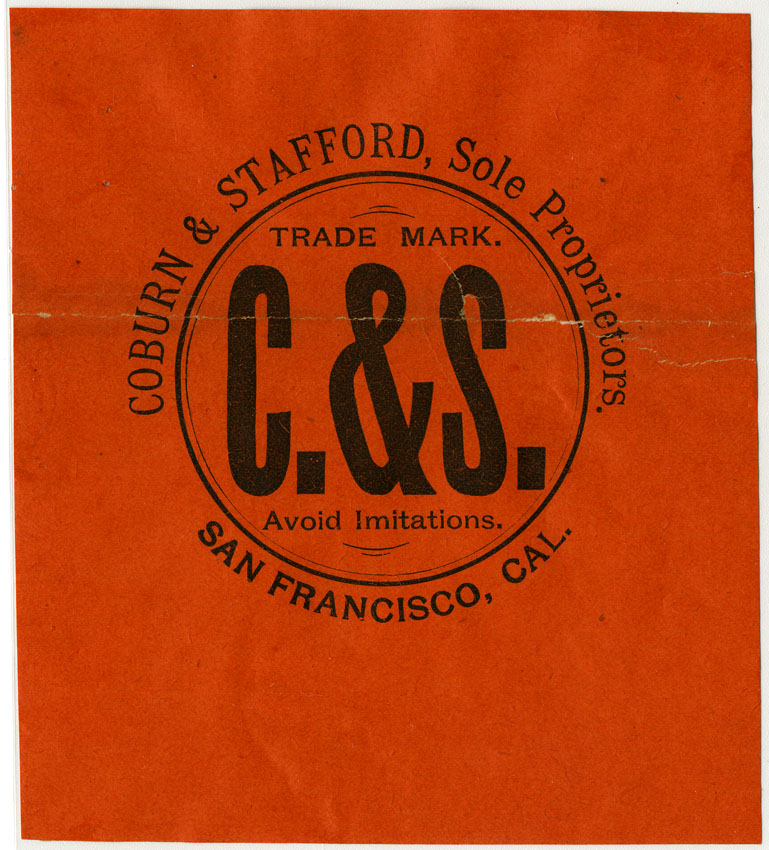 COBURN & STAFFORD, Sole Proprietors.
TRADE MARK.
C.&S.
Avoid Imitations.
SAN FRANCISCO, CAL.